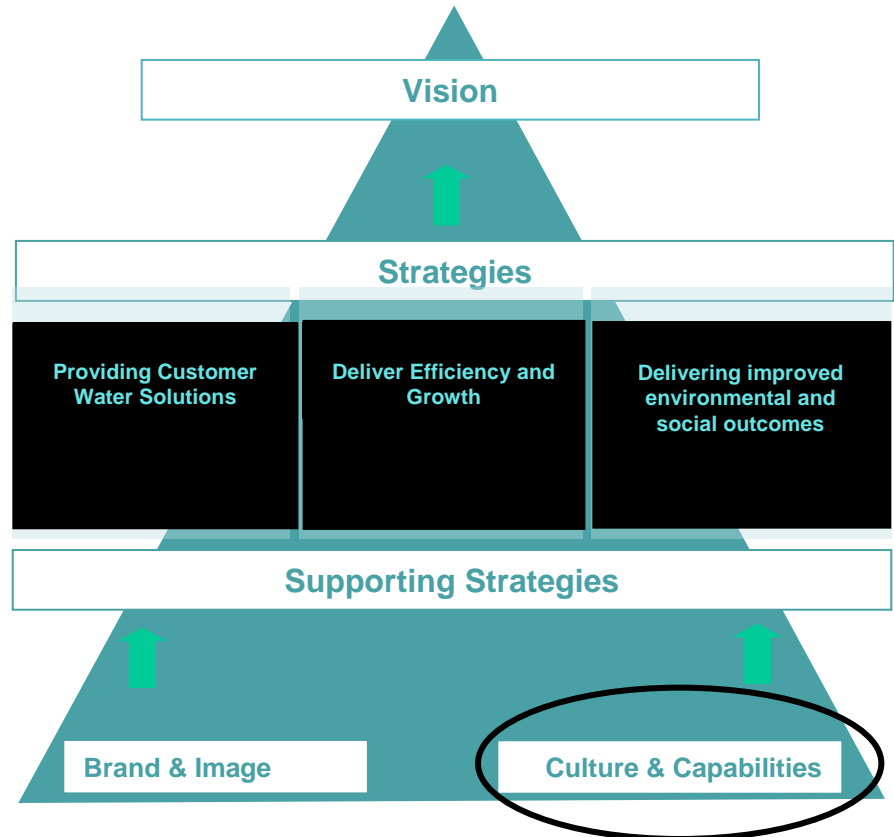 Vision
Strategies
Providing Customer
Water Solutions
Deliver Efficiency and
Growth
Delivering improved
environmental and
social outcomes
Supporting Strategies
Brand & Image
Culture & Capabilities